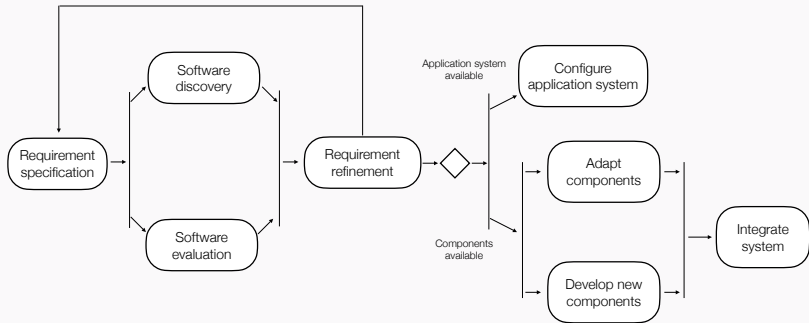 Software
discovery
Application system
available
Configure
application system
Requirement
specification
Requirement
refinement
Adapt
components
Software
evaluation
Components
available
Integrate
system
Develop new
components